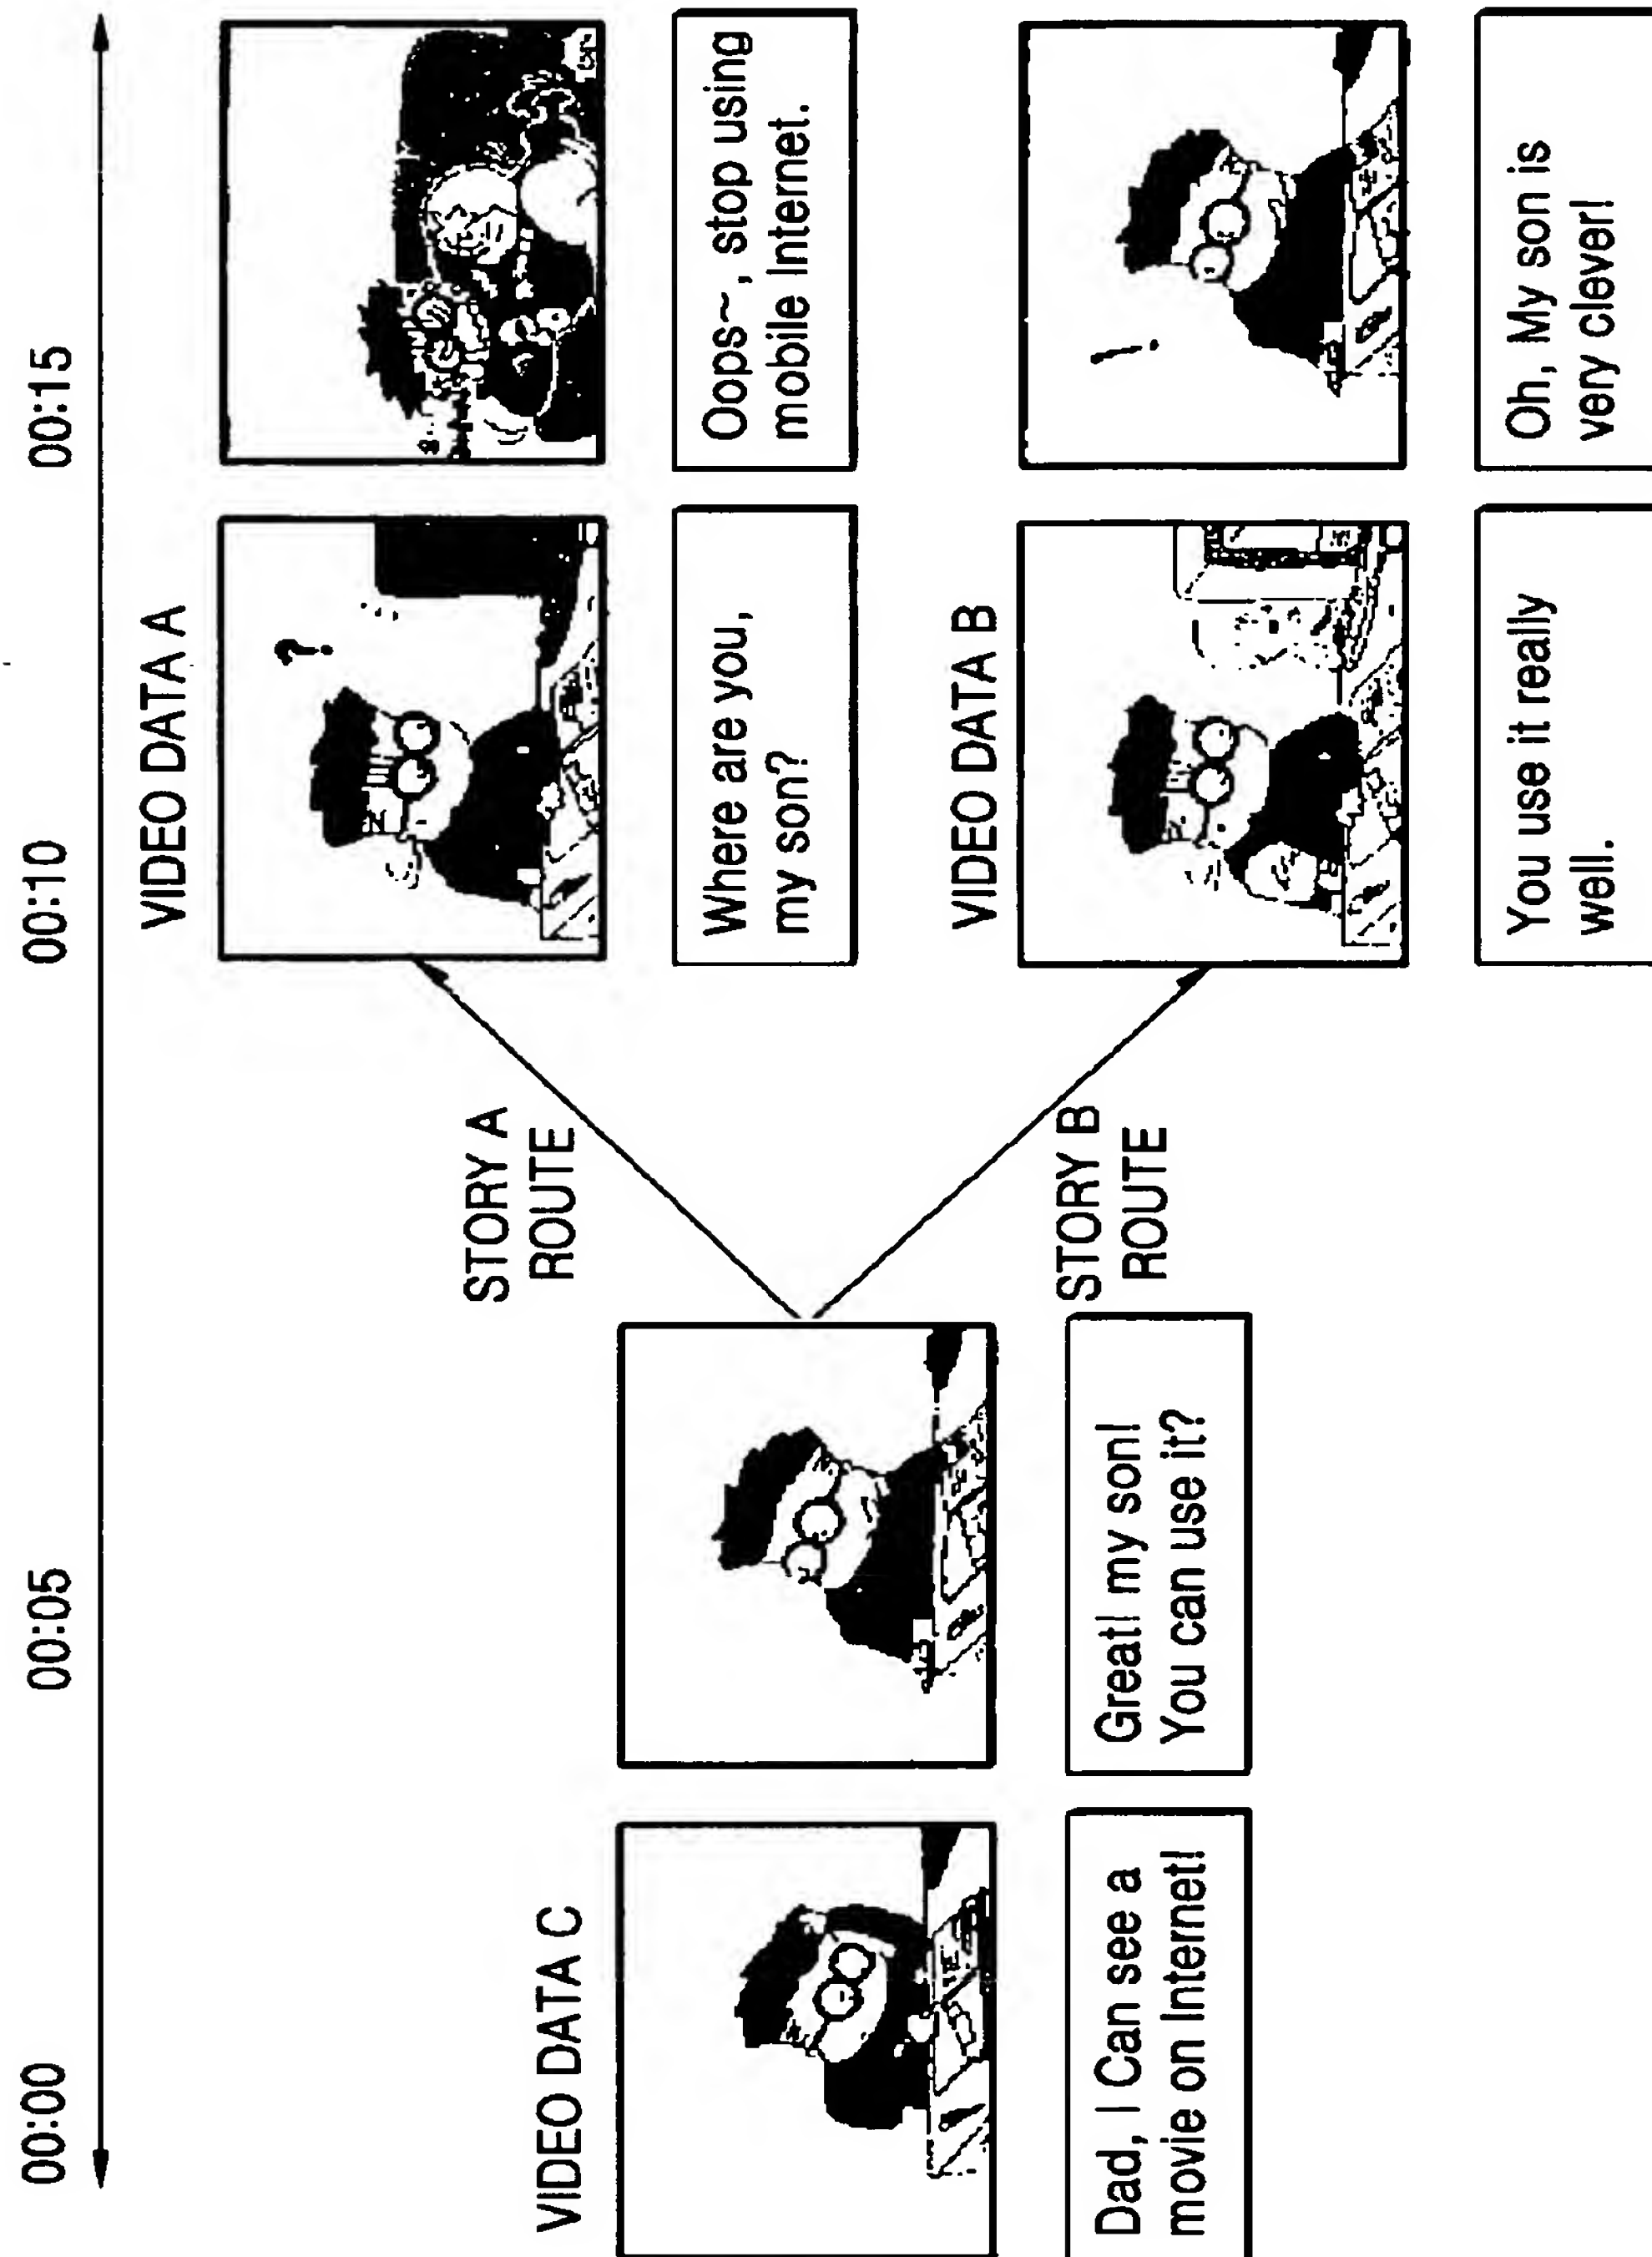 00:00
00:05
00:10
00:15
VIDEO DATA A
Where are you,
my son?
Oops~, stop using
mobile Internet.
STORY A
ROUTE
VIDEO DATA C
Dad, I Can see a
movie on Internet!
Great! my son!
You can use it?
STORY B
ROUTE
VIDEO DATA B
You use it really
well.
Oh, My son is
very clever!